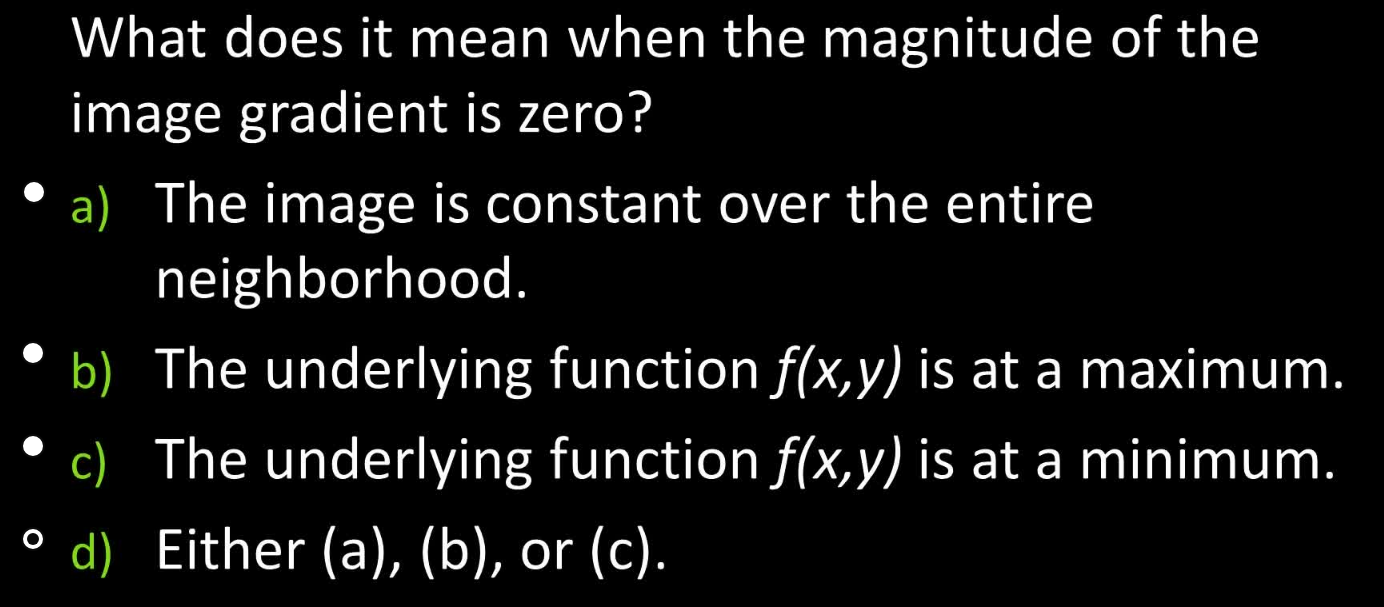 What does it mean when the magnitude of the
image gradient is zero?
a) The image is constant over the entire
neighborhood.
b) The underlying function f(x,y) is at a maximum.
c) The underlying function f(x,y) is at a minimum.
d) Either (a), (b), or (c).